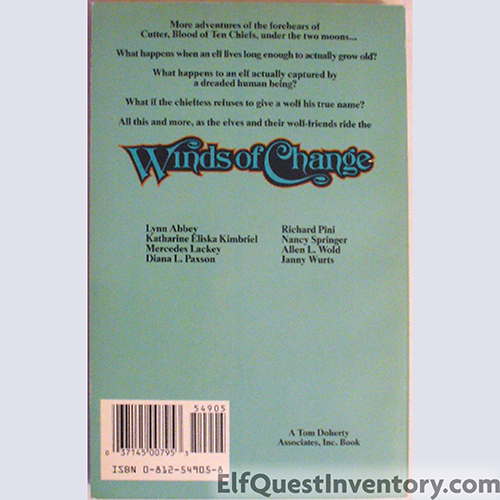 More adventures of the forebears of
Cutter, Blood of Ten Chiefs, under the two moons...
What happens when an elf lives long enough to actually grow old?
What happens to an elf actually captured by
a dreaded human being?
What if the chieftess refuses to give a wolf his true name?
All this and more, as the elves and their wolf-friends ride the
Winds of Change
Lynn Abbey
Katharine Eliska Kimbriel
Mercedes Lackey
Diana L. Paxson
Richard Pini
Nancy Springer
Allen L. Wold
Janny Wurts
54905
0 37145 00795 3
ISBN 0-812-54905-8
A Tom Doherty
Associates, Inc. Book
ElfQuestInventory.com